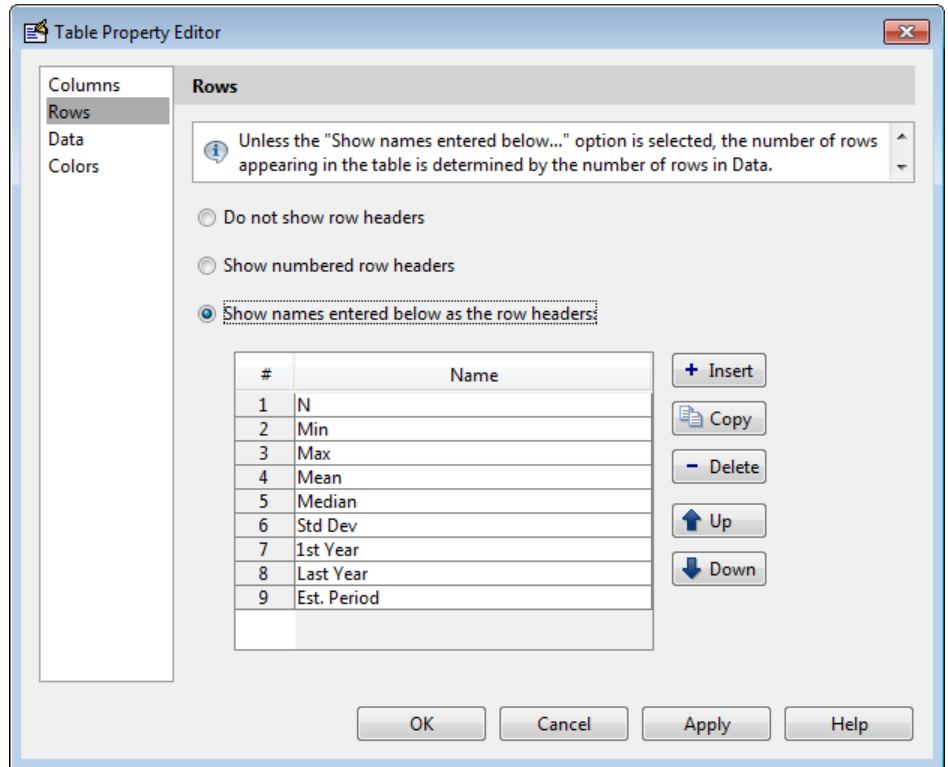 Table Property Editor
Columns
Rows
Data
Colors
Rows
Unless the "Show names entered below..." option is selected, the number of rows
appearing in the table is determined by the number of rows in Data.
Do not show row headers
Show numbered row headers
Show names entered below as the row headers:
# Name
1 N
2 Min
3 Max
4 Mean
5 Median
6 Std Dev
7 1st Year
8 Last Year
9 Est. Period
+ Insert
Copy
- Delete
Up
Down
OK Cancel Apply Help